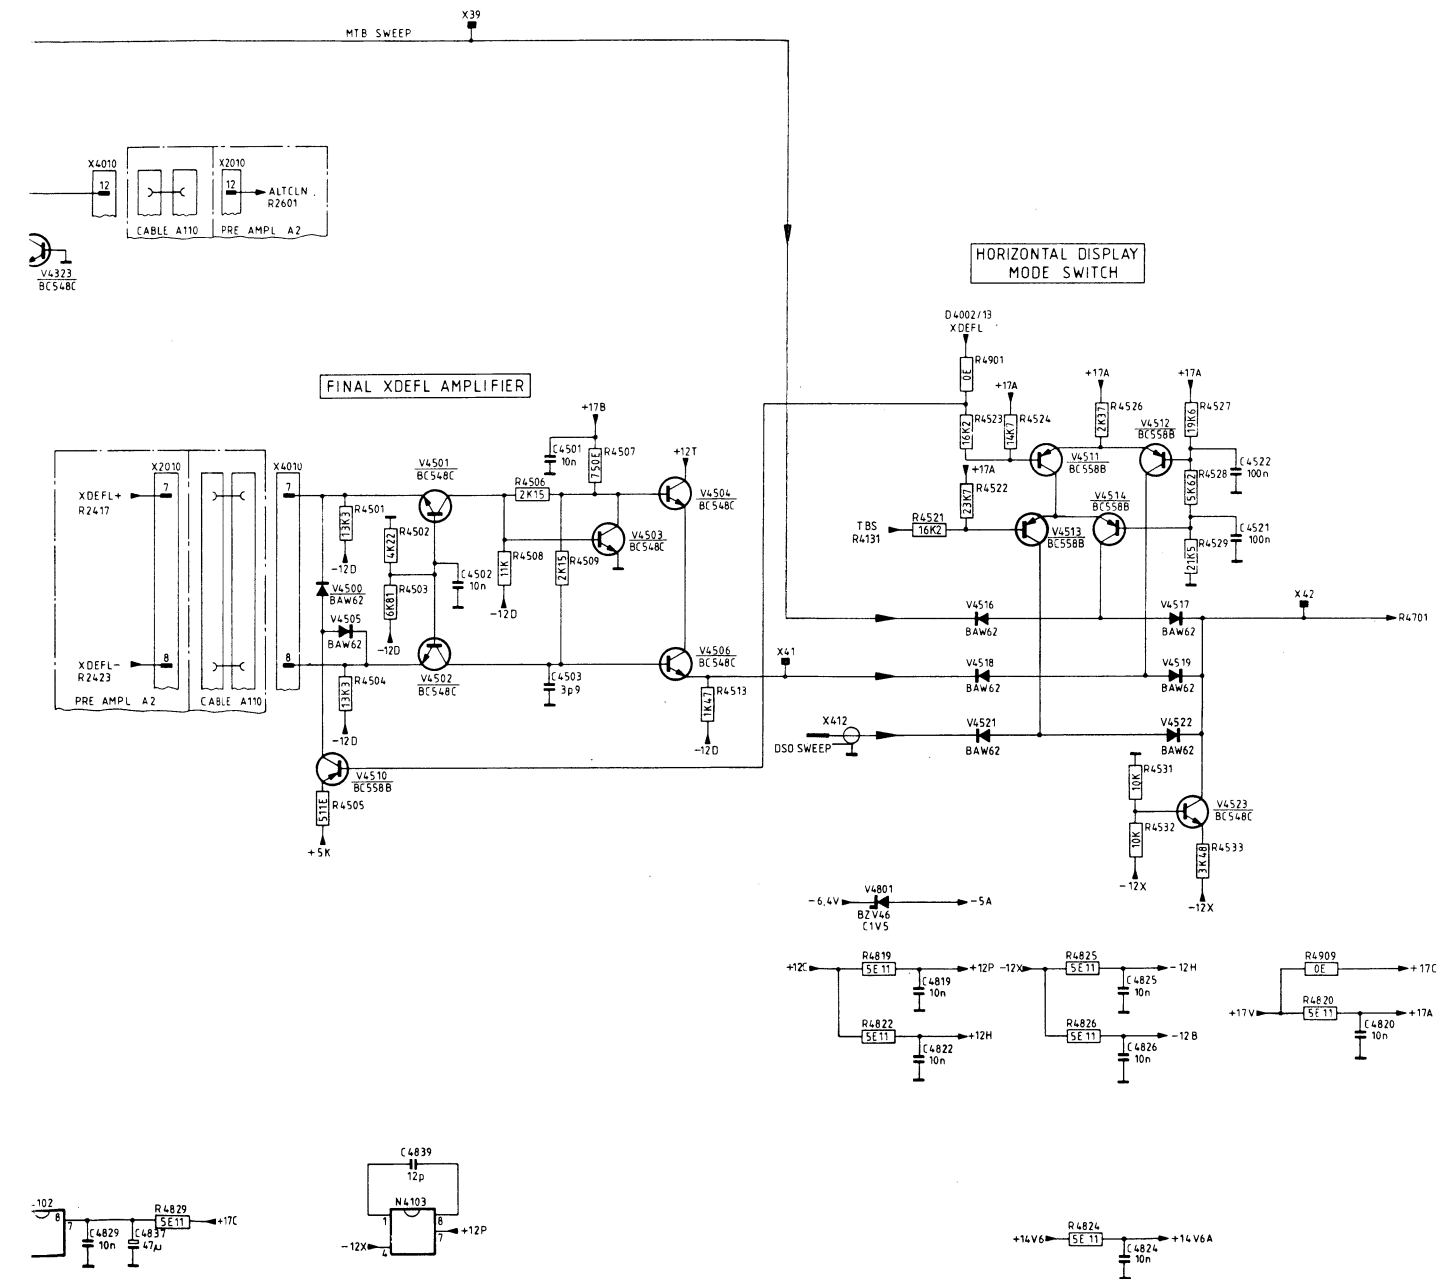 X39
MTB SWEEP
X4010
12
X2010
12
ALTCLN
R2601
CABLE A110
PRE AMPL A2
V4323
BC548C
HORIZONTAL DISPLAY
MODE SWITCH
D4002/13
XDEFL
R4901
0E
+17A
R4523
16K2
R4524
14K7
+17A
R4526
2K37
+17A
R4527
19K6
V4512
BC558B
V4511
BC558B
R4528
5K62
C4522
100n
+17A
R4522
23K7
V4514
BC558B
TBS
R4131
R4521
16K2
V4513
BC558B
C4521
100n
R4529
21K5
FINAL XDEFL AMPLIFIER
+17B
C4501
10n
R4507
750E
+12T
X2010
7
X4010
7
XDEFL+
R2417
V4501
BC548C
R4506
2K15
V4504
BC548C
R4501
13K3
R4502
4K22
V4503
BC548C
-12D
R4508
11K
R4509
2K15
C4502
10n
V4500
BAW62
R4503
6K81
-12D
V4505
BAW62
-12D
XDEFL-
R2423
8
8
V4502
BC548C
C4503
3p9
V4506
BC548C
R4504
13K3
-12D
R4513
1K47
-12D
PRE AMPL A2
CABLE A110
X41
V4510
BC558B
R4505
511E
+5K
V4516
BAW62
V4517
BAW62
X42
R4701
V4518
BAW62
V4519
BAW62
X412
DSO SWEEP
V4521
BAW62
V4522
BAW62
R4531
10K
V4523
BC548C
R4532
10K
R4533
3K48
-12X
-12X
V4801
-6,4V
-5A
BZV46
C1V5
+12C
R4819
5E11
+12P
C4819
10n
R4822
5E11
+12H
C4822
10n
-12X
R4825
5E11
-12H
C4825
10n
R4826
5E11
-12B
C4826
10n
R4909
0E
+17C
+17V
R4820
5E11
+17A
C4820
10n
102
8
7
R4829
5E11
+17C
C4829
10n
C4837
47µ
C4839
12p
N4103
1
8
7
+12P
-12X
4
+14V6
R4824
5E11
+14V6A
C4824
10n